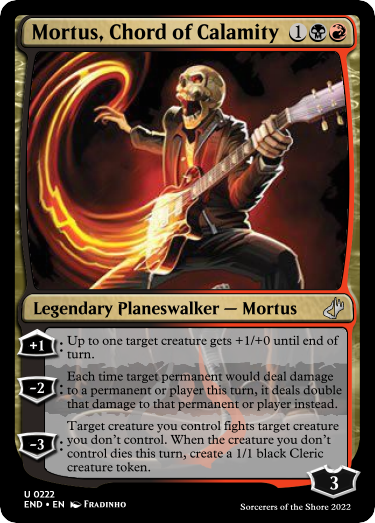 Mortus, Chord of Calamity 1
Legendary Planeswalker — Mortus
+1: Up to one target creature gets +1/+0 until end of
turn.
Each time target permanent would deal damage
-2: to a permanent or player this turn, it deals double
that damage to that permanent or player instead.
Target creature you control fights target creature
-3: you don't control. When the creature you don't
control dies this turn, create a 1/1 black Cleric
creature token.
3
U 0222
END • EN Fradinho
Sorcerers of the Shore 2022